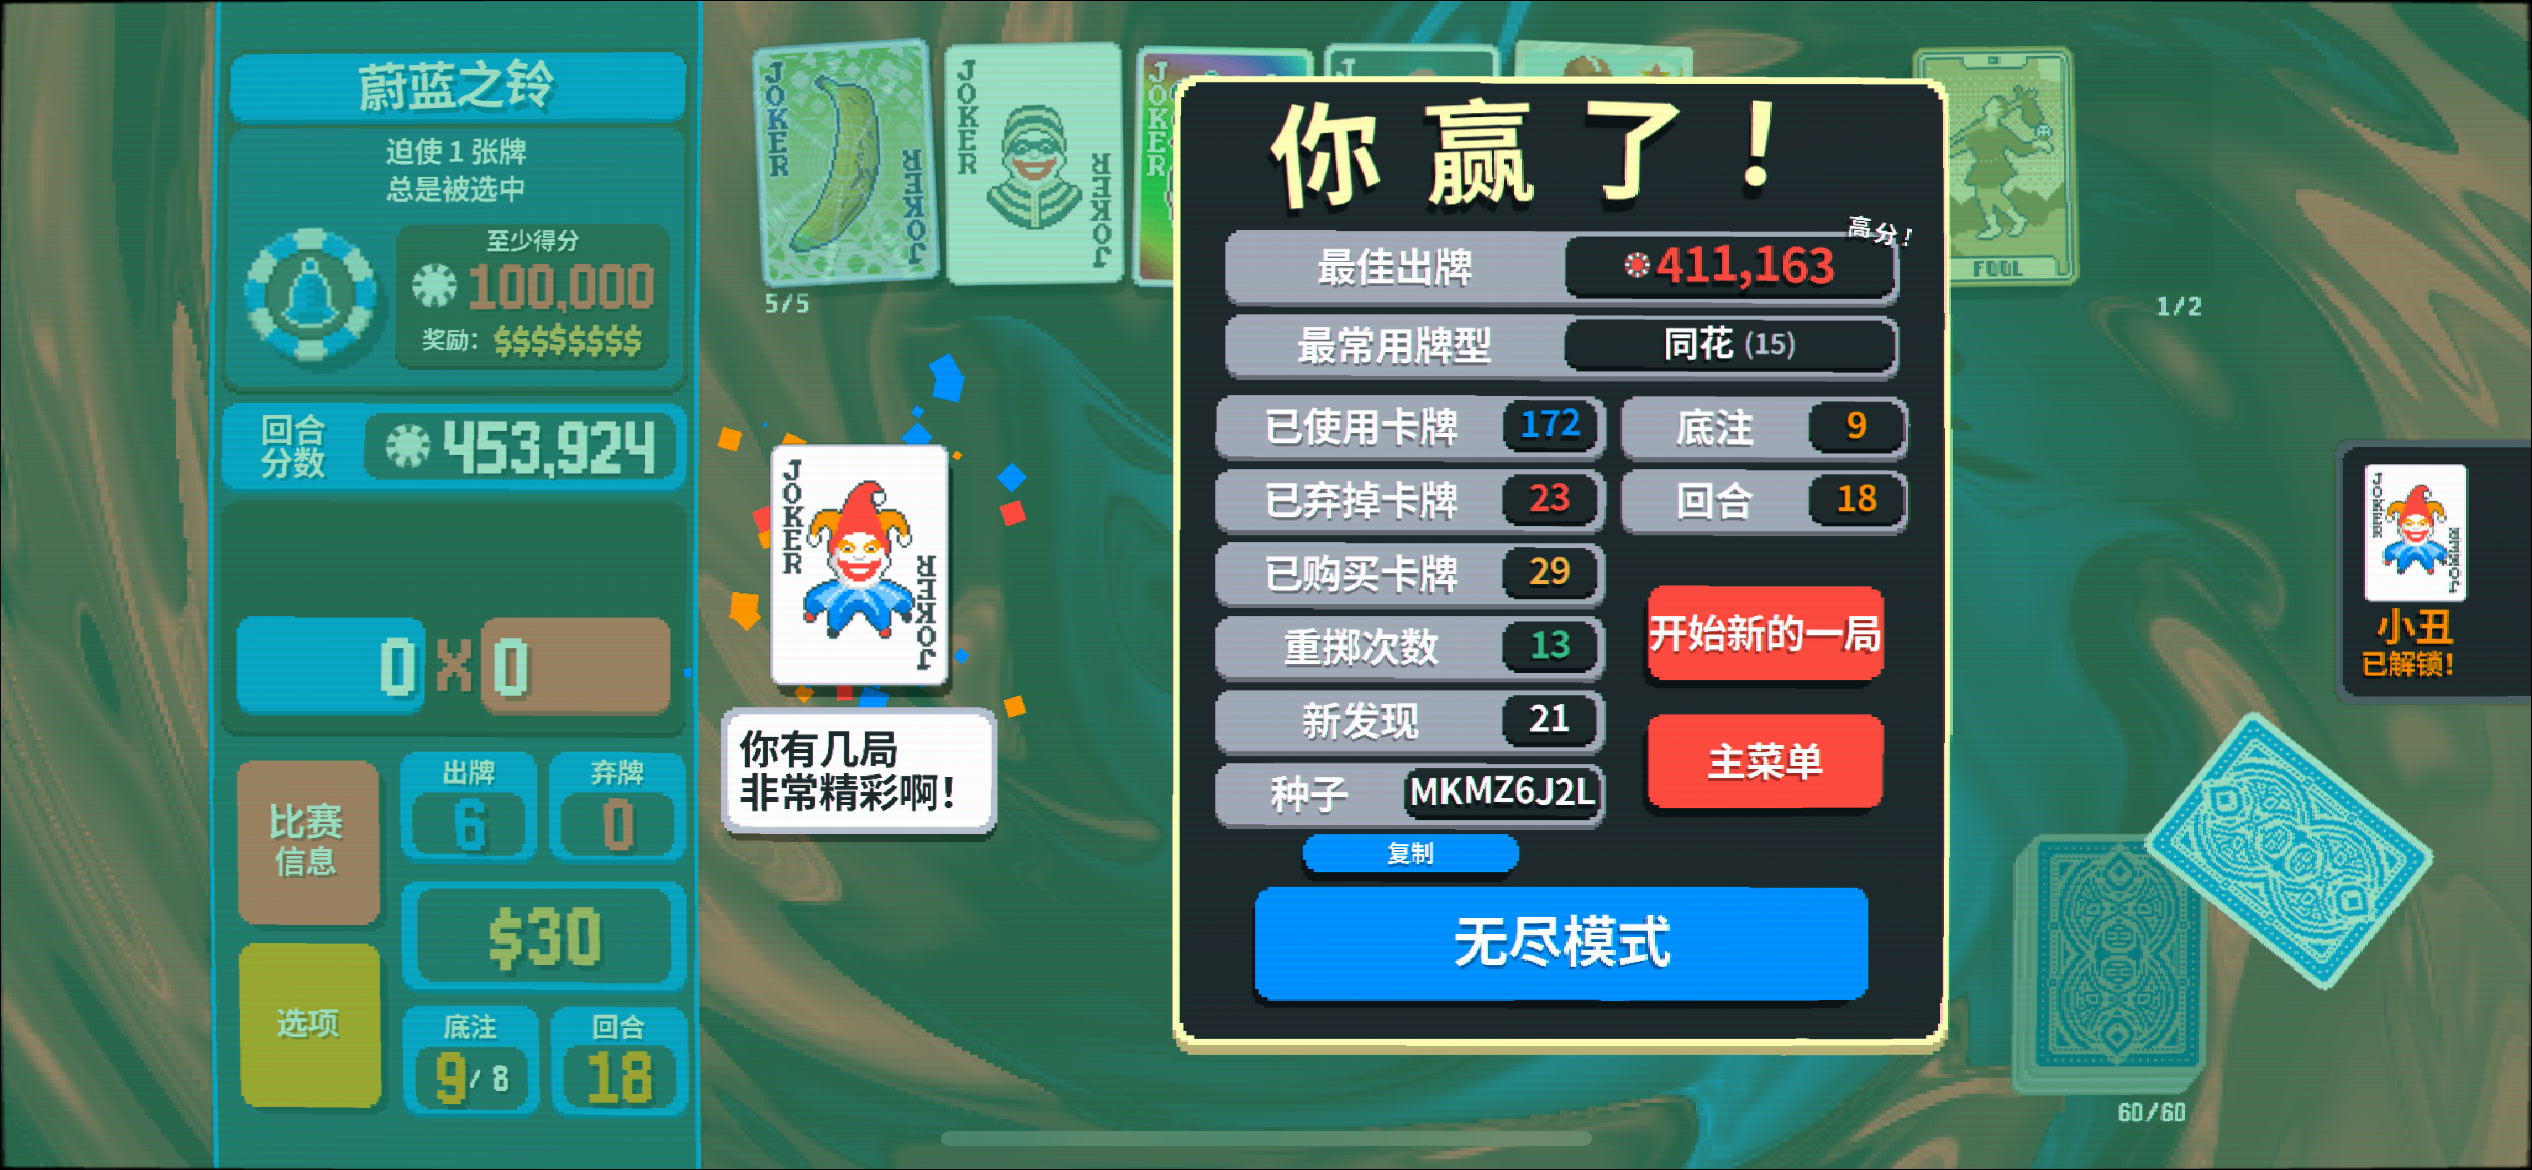 蔚蓝之铃
迫使 1 张牌
总是被选中
至少得分
100,000
奖励: $$$$$$$$
回合
分数
453,924
0 X 0
比赛
信息
出牌
6
弃牌
0
$30
选项
底注
9/ 8
回合
18
JOKER
JOKER
JOKER
JOKER
JOKER
J
5/5
FOOL
1/2
JOKER
JOKER
你有几局
非常精彩啊!
你赢了!
高分!
最佳出牌
411,163
最常用牌型
同花 (15)
已使用卡牌
172
底注
9
已弃掉卡牌
23
回合
18
已购买卡牌
29
重掷次数
13
新发现
21
种子
MKMZ6J2L
复制
开始新的一局
主菜单
无尽模式
JOKER
JOKER
小丑
已解锁!
60/60